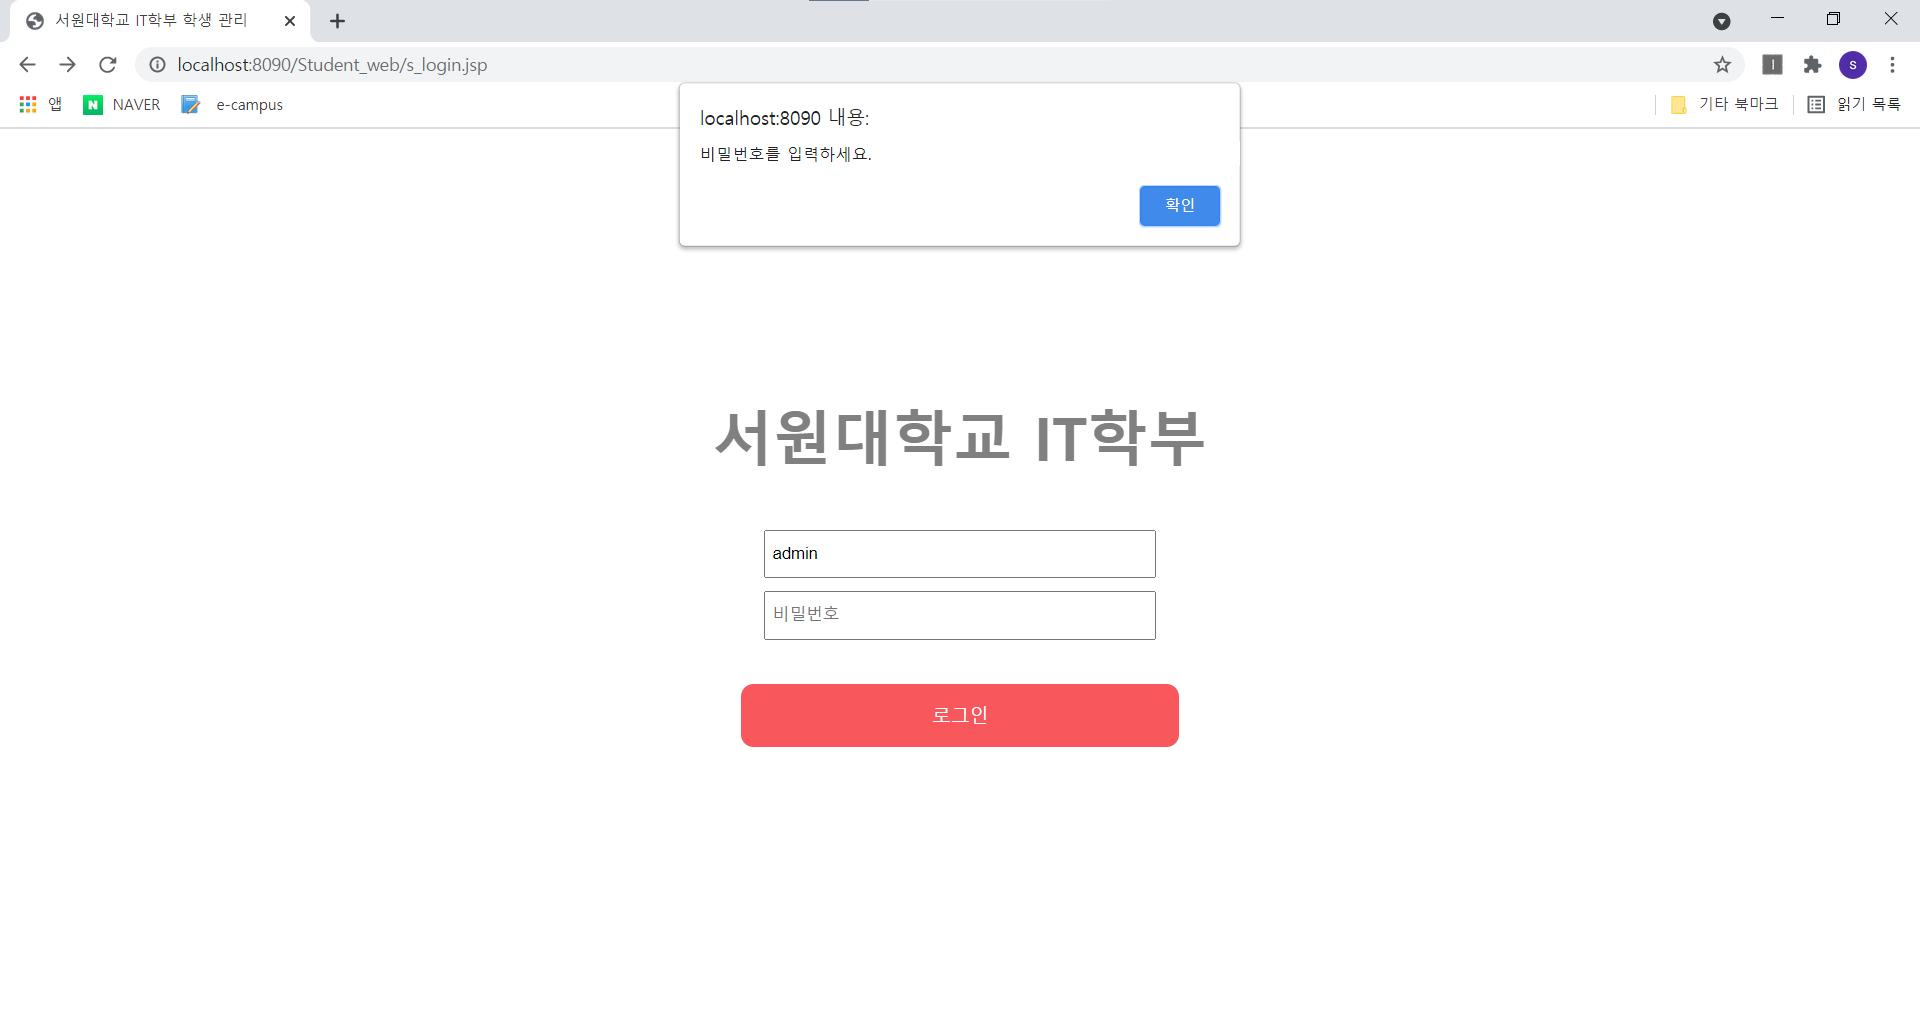 서원대학교 IT학부 학생 관리
localhost:8090/Student_web/s_login.jsp
s
앱 NAVER e-campus 기타 북마크 읽기 목록
localhost:8090 내용:
비밀번호를 입력하세요.
확인
서원대학교 IT학부
admin
비밀번호
로그인